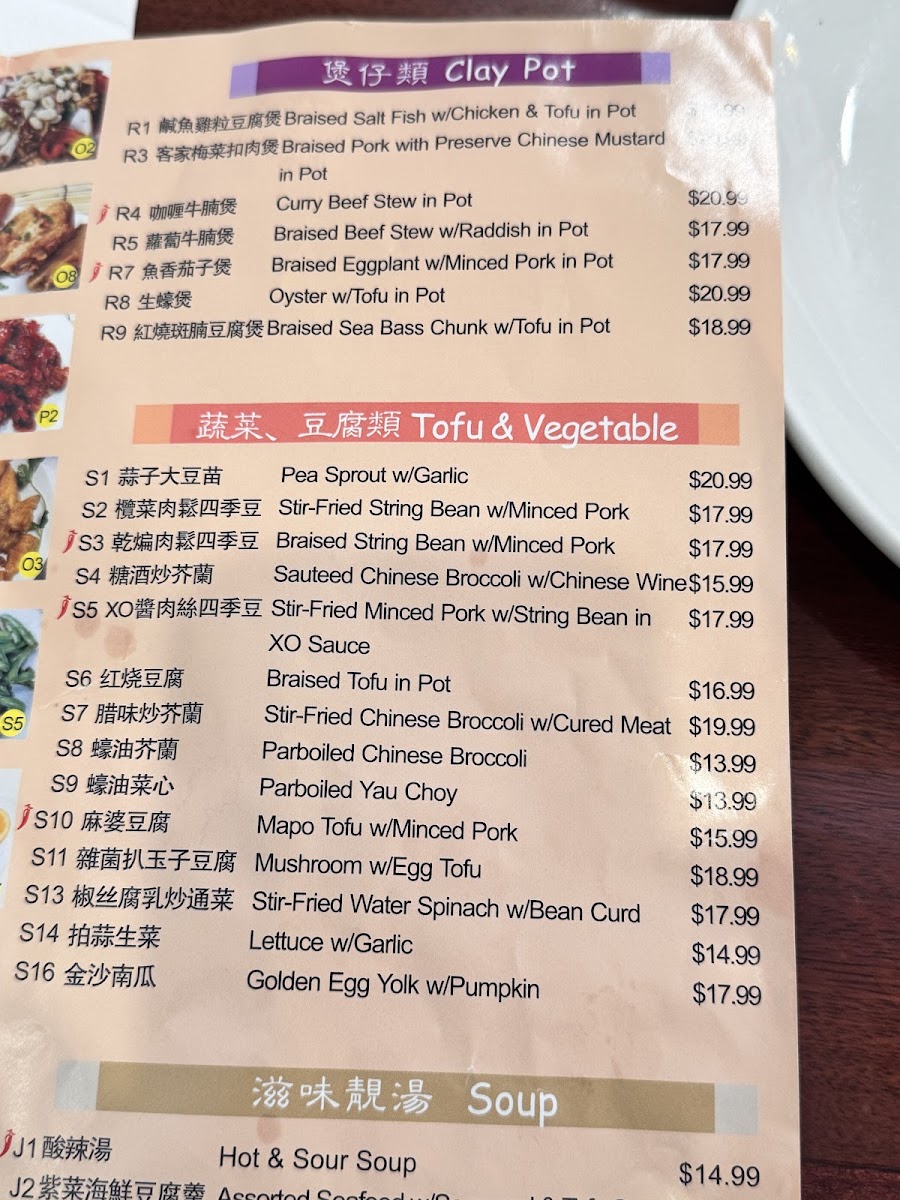 煲仔類 Clay Pot
R1 鹹魚雞粒豆腐煲 Braised Salt Fish w/Chicken & Tofu in Pot
R3 客家梅菜扣肉煲 Braised Pork with Preserve Chinese Mustard
in Pot
R4 咖喱牛腩煲 Curry Beef Stew in Pot $20.99
R5 蘿蔔牛腩煲 Braised Beef Stew w/Raddish in Pot $17.99
R7 魚香茄子煲 Braised Eggplant w/Minced Pork in Pot $17.99
R8 生蠔煲 Oyster w/Tofu in Pot $20.99
R9 紅燒斑腩豆腐煲 Braised Sea Bass Chunk w/Tofu in Pot $18.99
蔬菜、豆腐類 Tofu & Vegetable
S1 蒜子大豆苗 Pea Sprout w/Garlic $20.99
S2 欖菜肉鬆四季豆 Stir-Fried String Bean w/Minced Pork $17.99
S3 乾煸肉鬆四季豆 Braised String Bean w/Minced Pork $17.99
S4 糖酒炒芥蘭 Sauteed Chinese Broccoli w/Chinese Wine $15.99
S5 XO醬肉絲四季豆 Stir-Fried Minced Pork w/String Bean in $17.99
XO Sauce
S6 红烧豆腐 Braised Tofu in Pot $16.99
S7 腊味炒芥蘭 Stir-Fried Chinese Broccoli w/Cured Meat $19.99
S8 蠔油芥蘭 Parboiled Chinese Broccoli $13.99
S9 蠔油菜心 Parboiled Yau Choy $13.99
S10 麻婆豆腐 Mapo Tofu w/Minced Pork $15.99
S11 雜菌扒玉子豆腐 Mushroom w/Egg Tofu $18.99
S13 椒丝腐乳炒通菜 Stir-Fried Water Spinach w/Bean Curd $17.99
S14 拍蒜生菜 Lettuce w/Garlic $14.99
S16 金沙南瓜 Golden Egg Yolk w/Pumpkin $17.99
滋味靚湯 Soup
J1 酸辣湯 Hot & Sour Soup $14.99
J2 紫菜海鮮豆腐羹 Assorted Seafood
O2
O8
P2
O3
S5